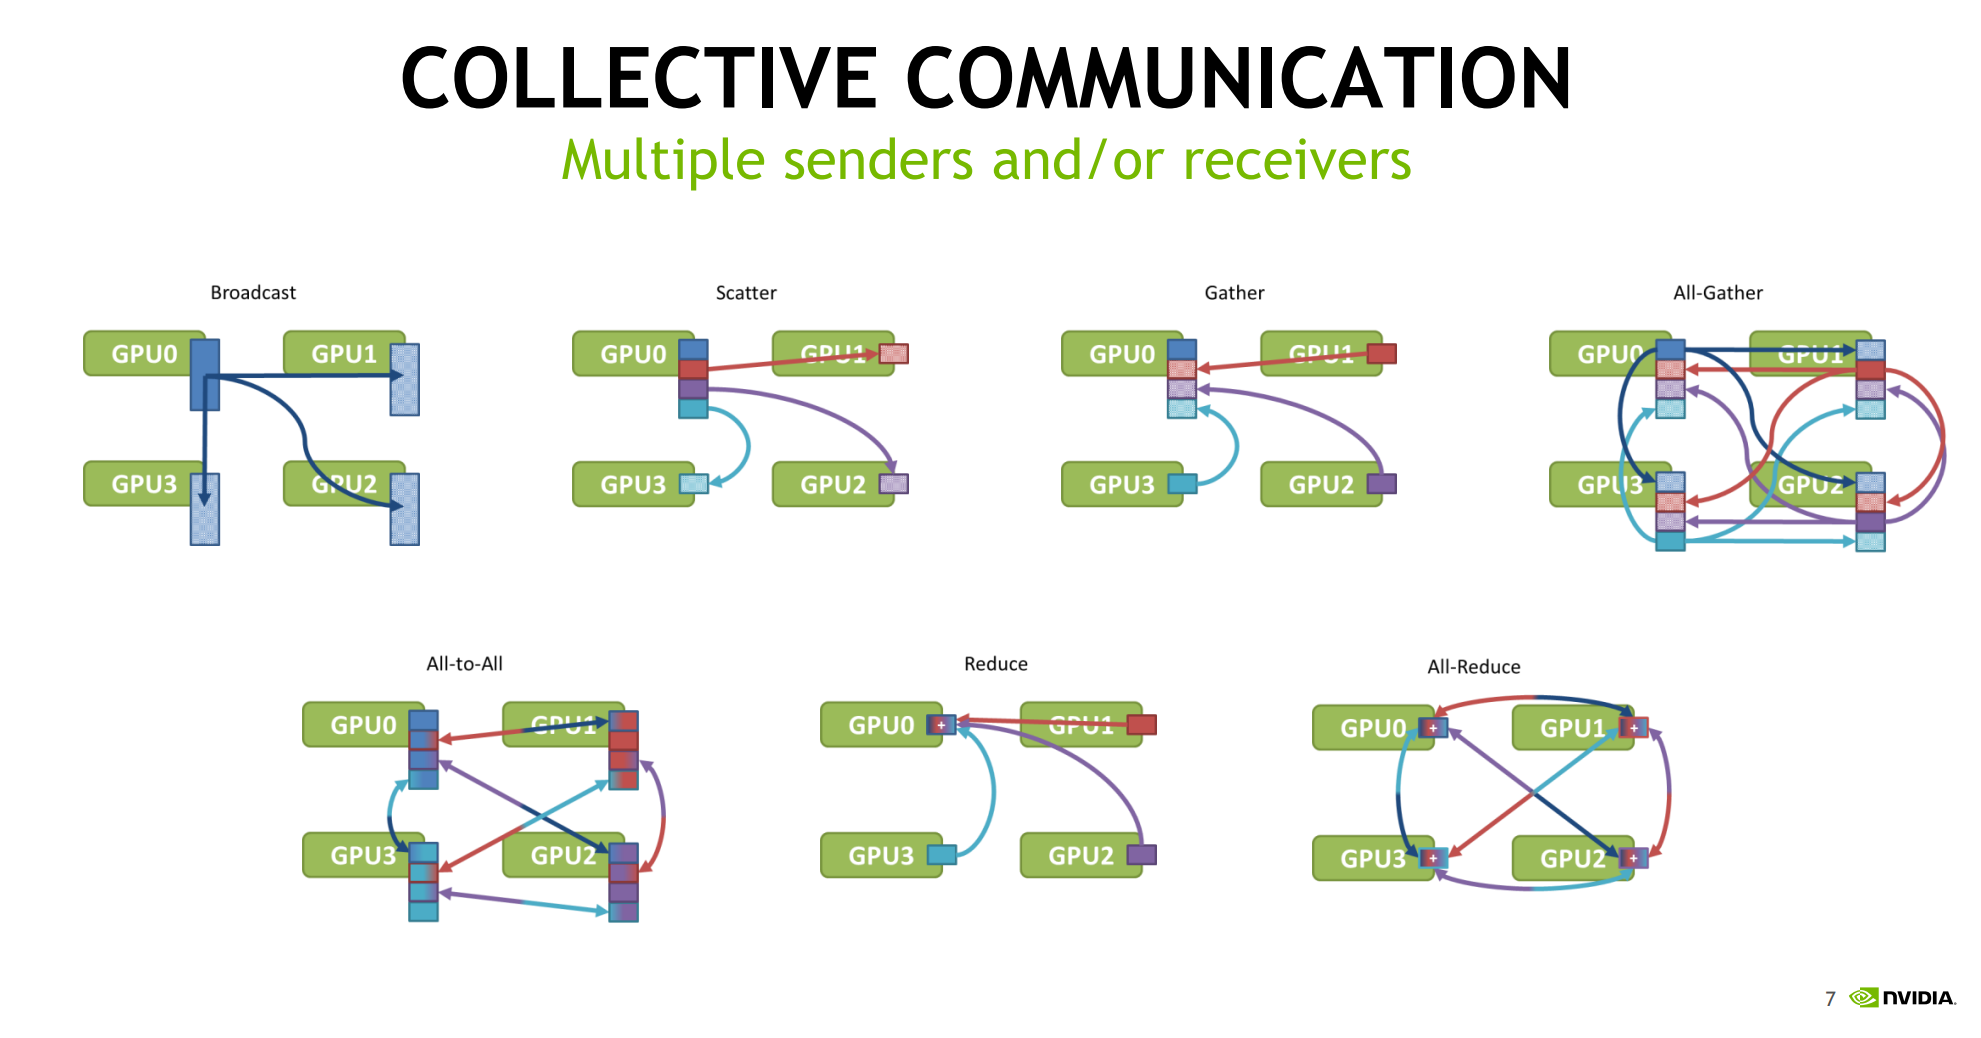 COLLECTIVE COMMUNICATION
Multiple senders and/or receivers
Broadcast
GPU0
GPU1
GPU3
GPU2
Scatter
GPU0
GPU1
GPU3
GPU2
Gather
GPU0
GPU1
GPU3
GPU2
All-Gather
GPU0
GPU1
GPU3
GPU2
All-to-All
GPU0
GPU1
GPU3
GPU2
Reduce
GPU0
+
GPU1
GPU3
GPU2
All-Reduce
GPU0
+
GPU1
+
GPU3
+
GPU2
+
7
NVIDIA.